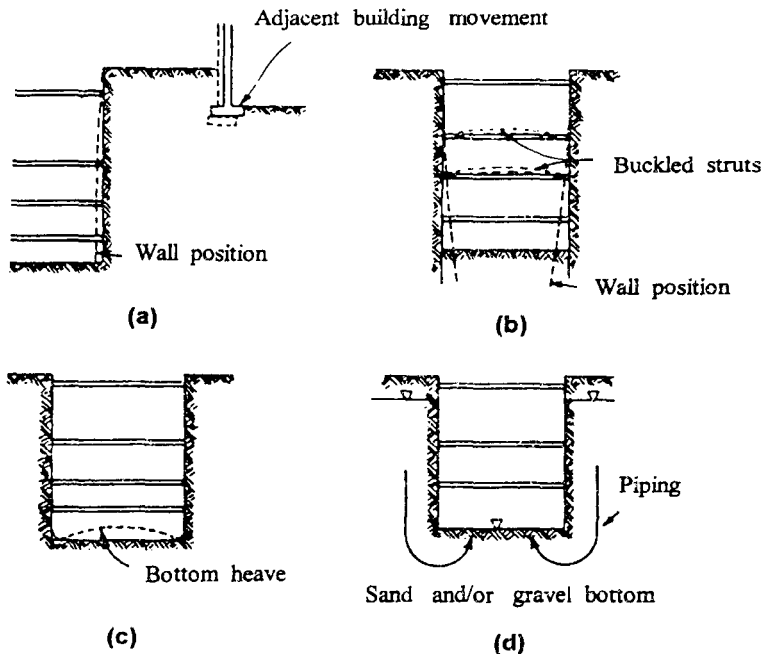 Adjacent building movement
Wall position
(a)
Buckled struts
Wall position
(b)
Bottom heave
(c)
Piping
Sand and/or gravel bottom
(d)